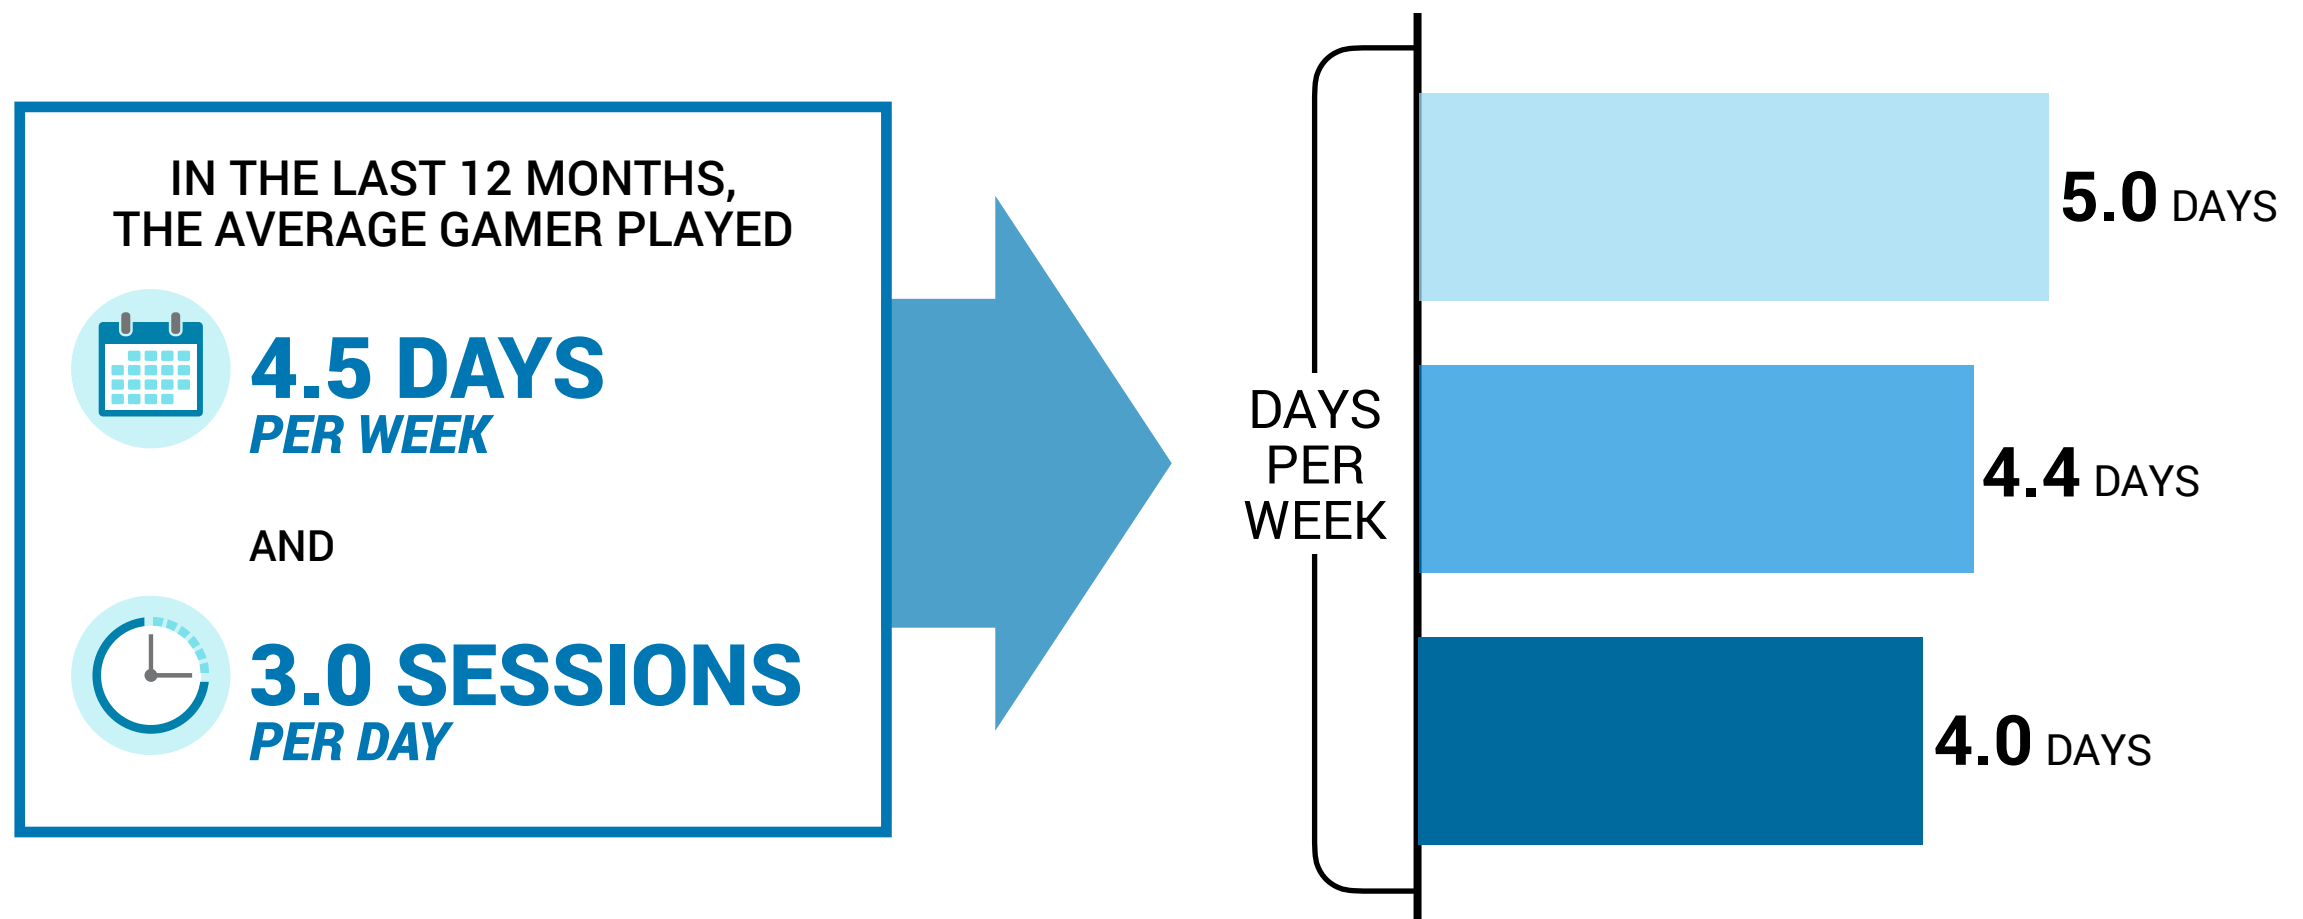 IN THE LAST 12 MONTHS,
THE AVERAGE GAMER PLAYED
4.5 DAYS
PER WEEK
AND
3.0 SESSIONS
PER DAY
DAYS
PER
WEEK
5.0 DAYS
4.4 DAYS
4.0 DAYS